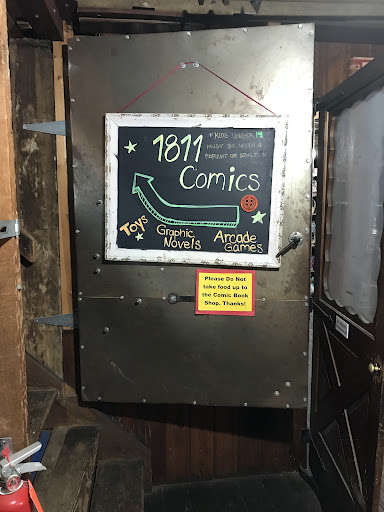 1811
* KIDS UNDER 14
MUST BE WITH A
PARENT OR ADULT *
Comics
Toys
Graphic
Novels
Arcade
Games
Please Do Not
take food up to
the Comic Book
Shop. Thanks!